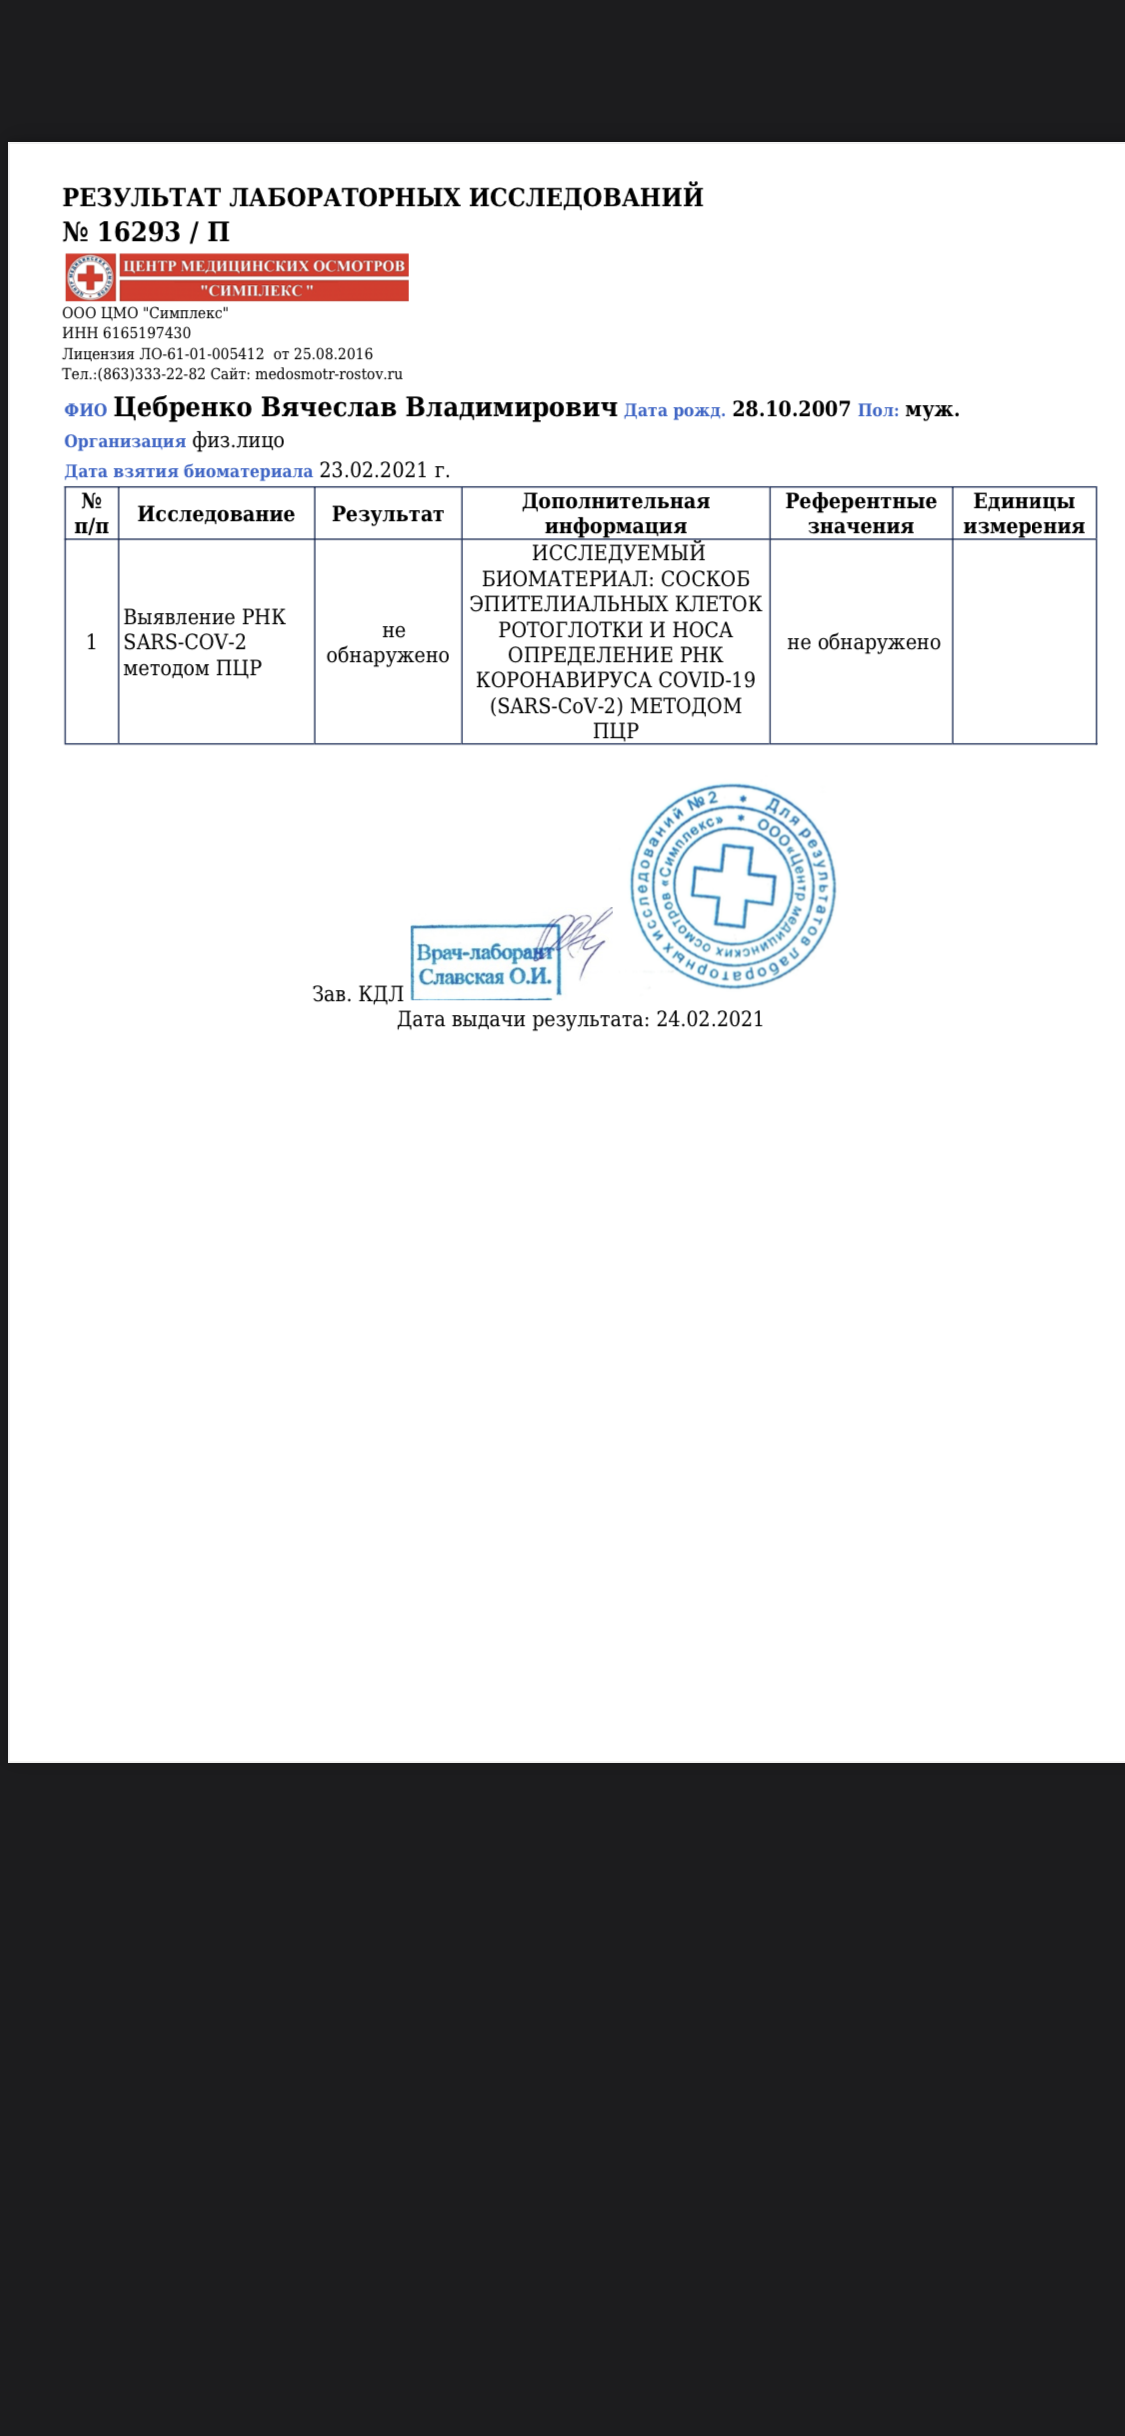 РЕЗУЛЬТАТ ЛАБОРАТОРНЫХ ИССЛЕДОВАНИЙ
№ 16293 / П
ЦЕНТР МЕДИЦИНСКИХ ОСМОТРОВ
"СИМПЛЕКС"
ООО ЦМО "Симплекс"
ИНН 6165197430
Лицензия ЛО-61-01-005412 от 25.08.2016
Тел.:(863)333-22-82 Сайт: medosmotr-rostov.ru
ФИО Цебренко Вячеслав Владимирович Дата рожд. 28.10.2007 Пол: муж.
Организация физ.лицо
Дата взятия биоматериала 23.02.2021 г.
№ п/п
Исследование
Результат
Дополнительная
информация
Референтные
значения
Единицы
измерения
1
Выявление РНК
SARS-COV-2
методом ПЦР
не
обнаружено
ИССЛЕДУЕМЫЙ
БИОМАТЕРИАЛ: СОСКОБ
ЭПИТЕЛИАЛЬНЫХ КЛЕТОК
РОТОГЛОТКИ И НОСА
ОПРЕДЕЛЕНИЕ РНК
КОРОНАВИРУСА COVID-19
(SARS-CoV-2) МЕТОДОМ
ПЦР
не обнаружено
Для результатов лабораторных исследований №2
ООО«Центр медицинских осмотров «Симплекс»
Врач-лаборант
Славская О.И.
Зав. КДЛ
Дата выдачи результата: 24.02.2021